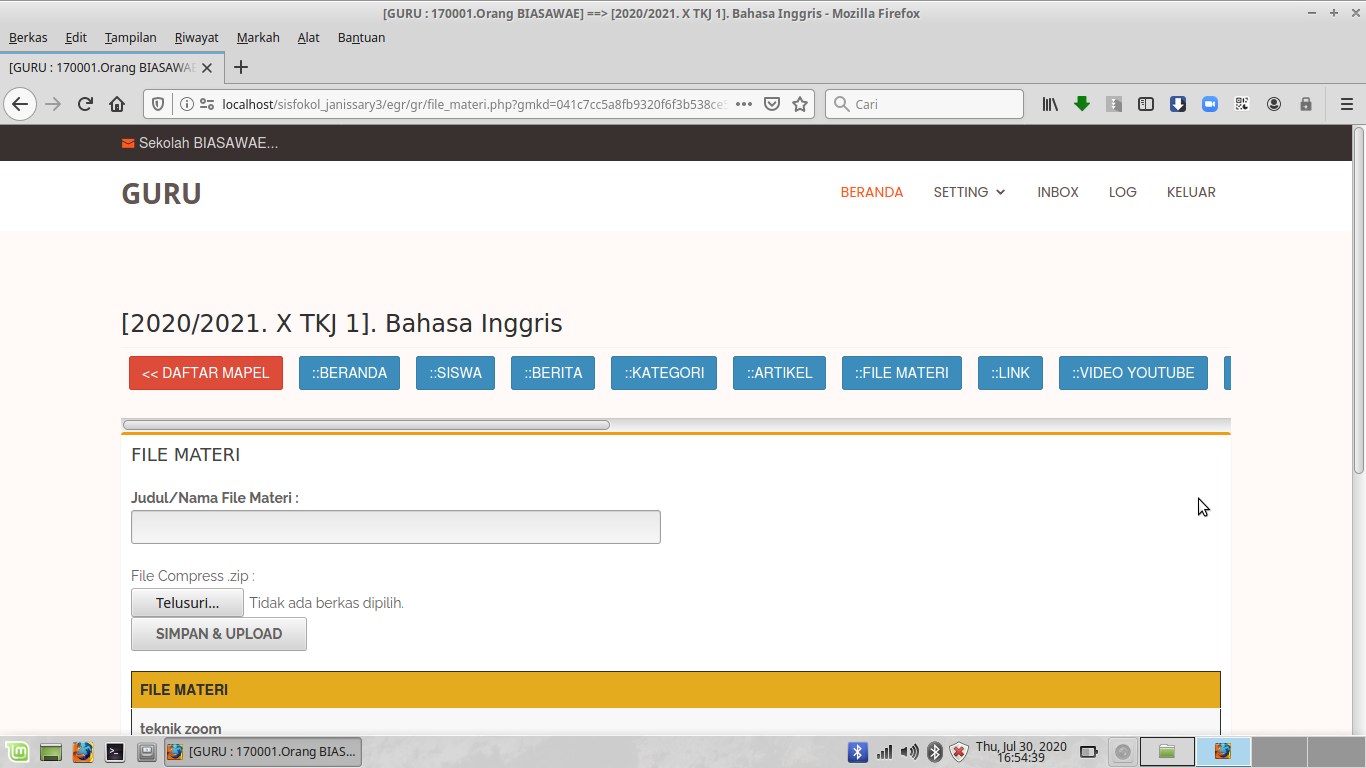 [GURU : 170001.Orang BIASAWAE] ==> [2020/2021. X TKJ 1]. Bahasa Inggris - Mozilla Firefox
Berkas Edit Tampilan Riwayat Markah Alat Bantuan
[GURU : 170001.Orang BIASAWAE
localhost/sisfokol_janissary3/egr/gr/file_materi.php?gmkd=041c7cc5a8fb9320f6f3b538ce
Cari
Sekolah BIASAWAE...
GURU
BERANDA SETTING INBOX LOG KELUAR
[2020/2021. X TKJ 1]. Bahasa Inggris
<< DAFTAR MAPEL ::BERANDA ::SISWA ::BERITA ::KATEGORI ::ARTIKEL ::FILE MATERI ::LINK ::VIDEO YOUTUBE
FILE MATERI
Judul/Nama File Materi :
File Compress .zip :
Telusuri... Tidak ada berkas dipilih.
SIMPAN & UPLOAD
FILE MATERI
teknik zoom
[GURU : 170001.Orang BIAS...
Thu, Jul 30, 2020
16:54:39